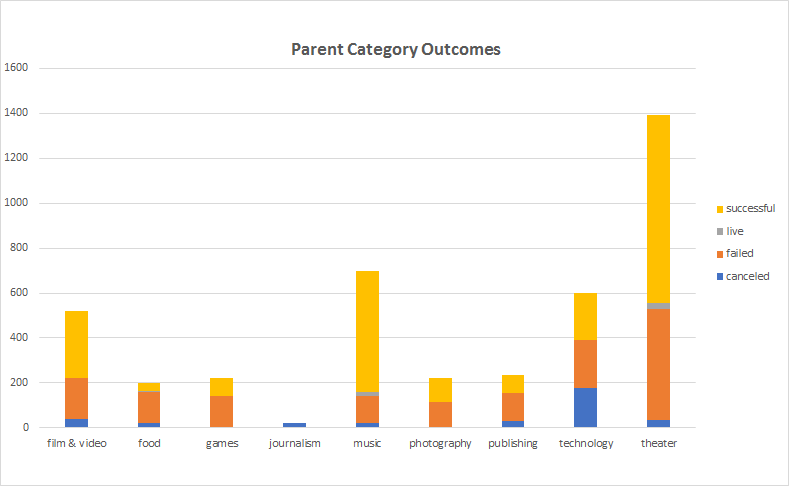 Parent Category Outcomes
1600
1400
1200
1000
800
600
400
200
0
film & video food games journalism music photography publishing technology theater
successful
live
failed
canceled